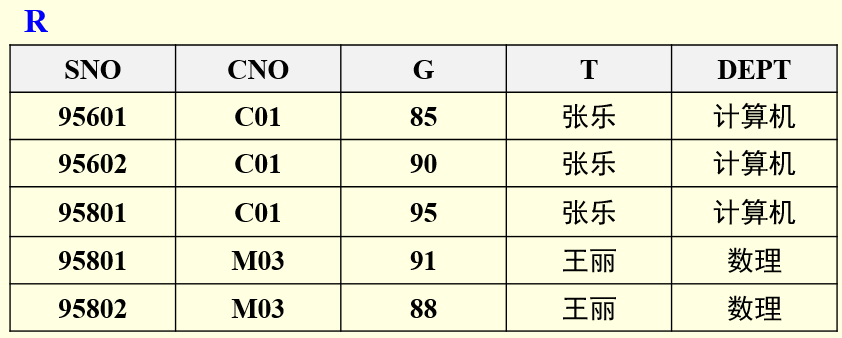 R
SNO CNO G T DEPT
95601 C01 85 张乐 计算机
95602 C01 90 张乐 计算机
95801 C01 95 张乐 计算机
95801 M03 91 王丽 数理
95802 M03 88 王丽 数理